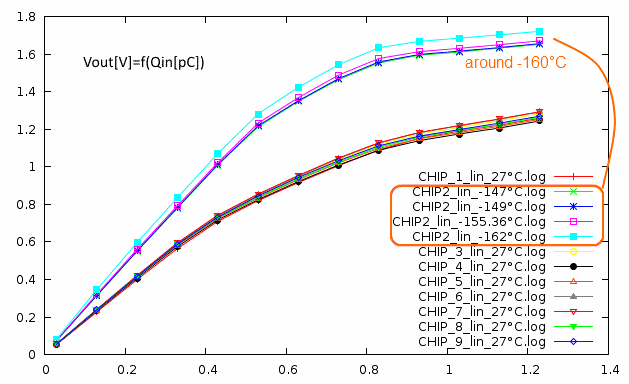 1.8
Vout[V]=f(Qin[pC])
around -160°C
1.6
1.4
1.2
1
0.8
0.6
0.4
0.2
0
CHIP_1_lin_27°C.log
CHIP2_lin_-147°C.log
CHIP2_lin_-149°C.log
CHIP2_lin_-155.36°C.log
CHIP2_lin_-162°C.log
CHIP_3_lin_27°C.log
CHIP_4_lin_27°C.log
CHIP_5_lin_27°C.log
CHIP_6_lin_27°C.log
CHIP_7_lin_27°C.log
CHIP_8_lin_27°C.log
CHIP_9_lin_27°C.log
0 0.2 0.4 0.6 0.8 1 1.2 1.4